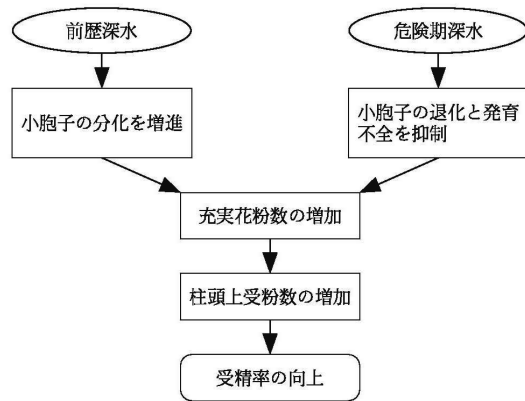 前歴深水
危険期深水
小胞子の分化を増進
小胞子の退化と発育
不全を抑制
充実花粉数の増加
柱頭上受粉数の増加
受精率の向上